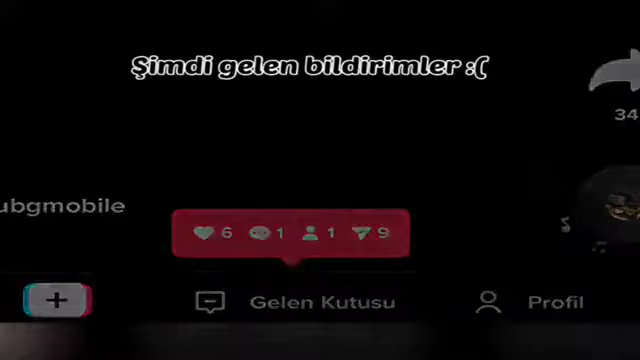 Şimdi gelen bildirimler :(
34
ubgmobile
6 1 1 9
Gelen Kutusu
Profil